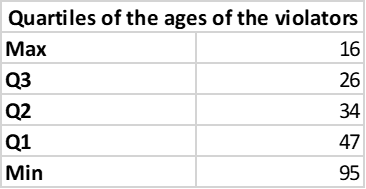 Quartiles of the ages of the violators
Max 16
Q3 26
Q2 34
Q1 47
Min 95